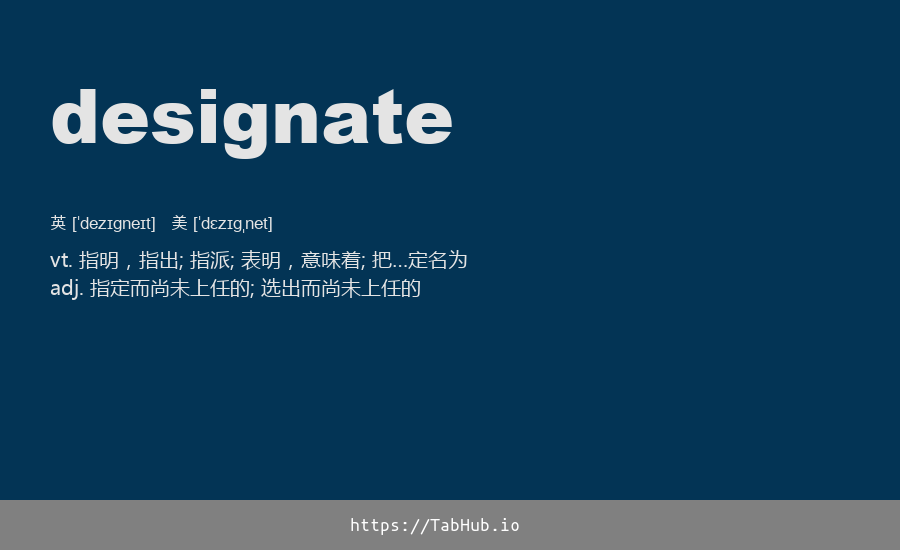 designate
英 [ˈdezɪɡneɪt] 美 [ˈdɛzɪɡˌnet]
vt. 指明，指出; 指派; 表明，意味着; 把…定名为
adj. 指定而尚未上任的; 选出而尚未上任的
https://TabHub.io